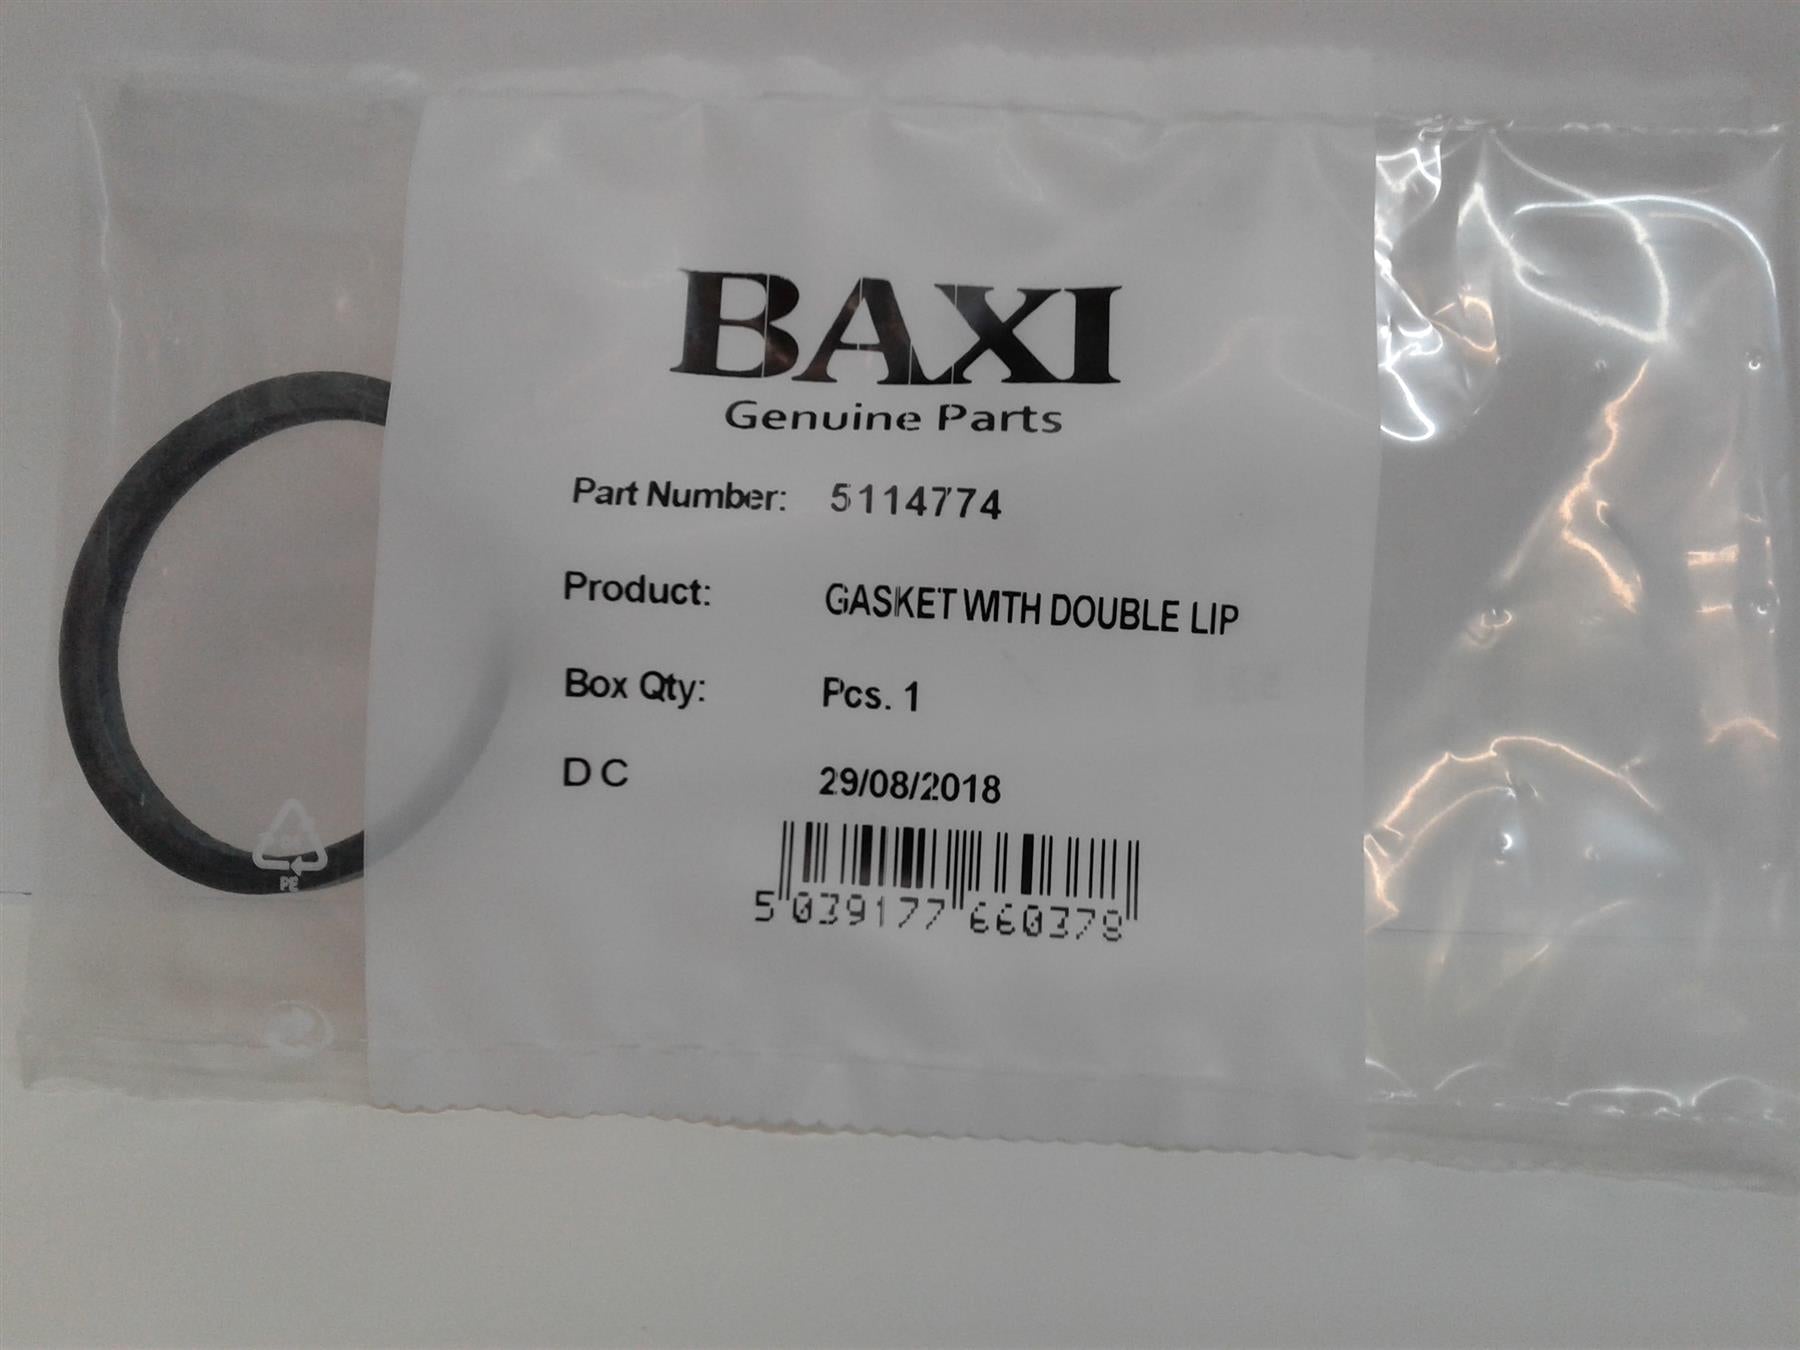 BAXI
Genuine Parts
Part Number: 5114774
Product: GASKET WITH DOUBLE LIP
Box Qty: Pcs. 1
D C 29/08/2018
5 039177 660378
PE